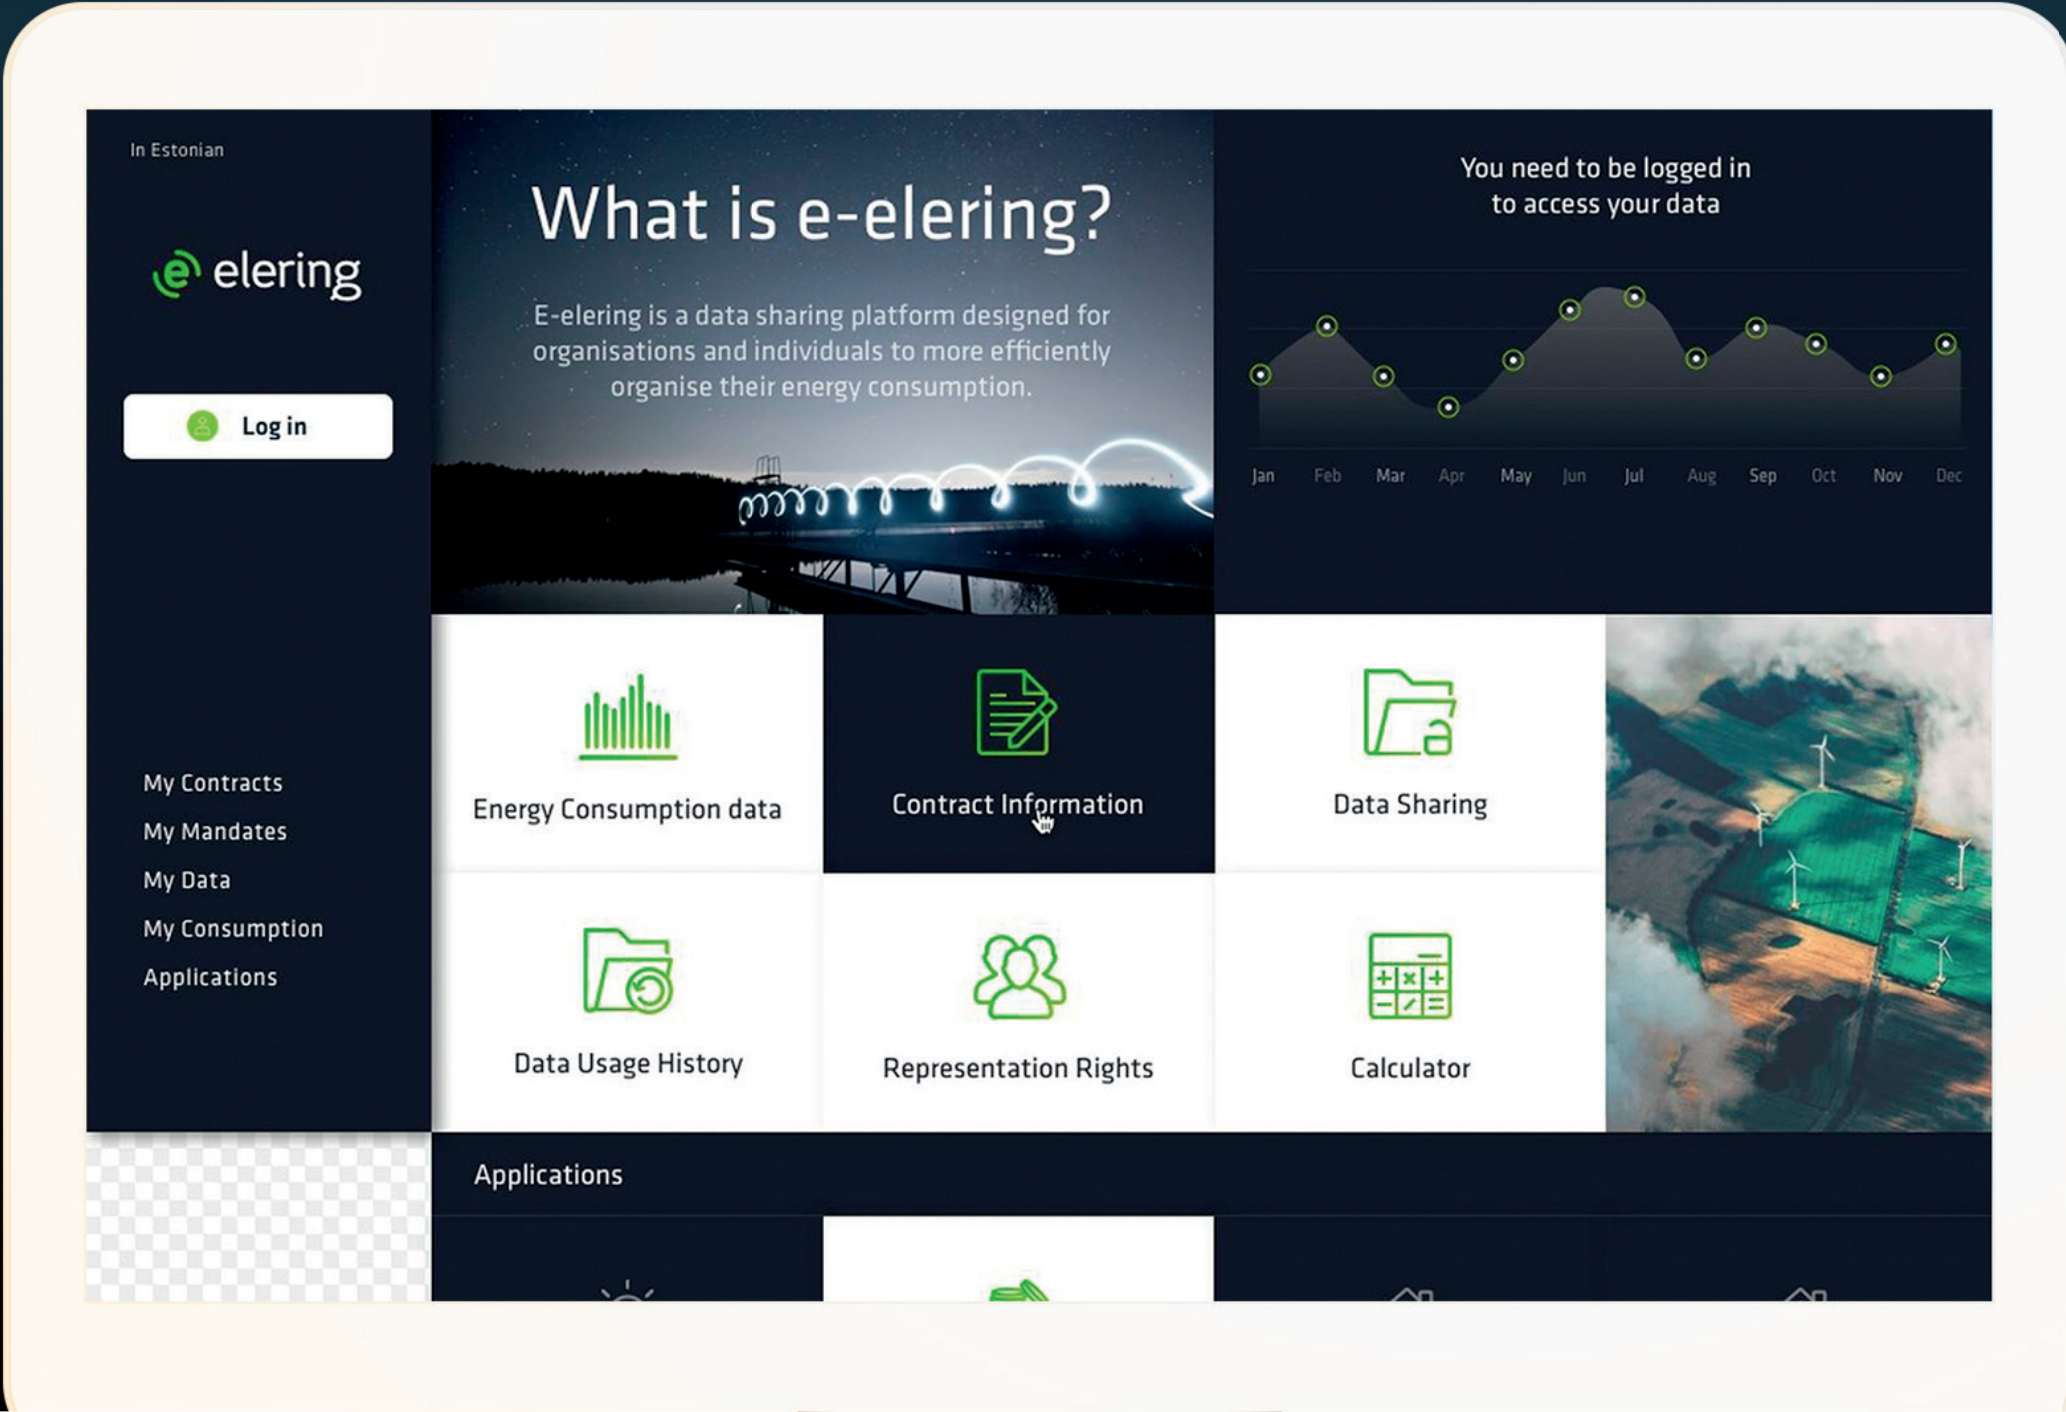 In Estonian
elering
Log in
My Contracts
My Mandates
My Data
My Consumption
Applications
What is e-elering?
E-elering is a data sharing platform designed for
organisations and individuals to more efficiently
organise their energy consumption.
You need to be logged in
to access your data
Jan Feb Mar Apr May Jun Jul Aug Sep Oct Nov Dec
Energy Consumption data
Contract Information
Data Sharing
Data Usage History
Representation Rights
Calculator
Applications